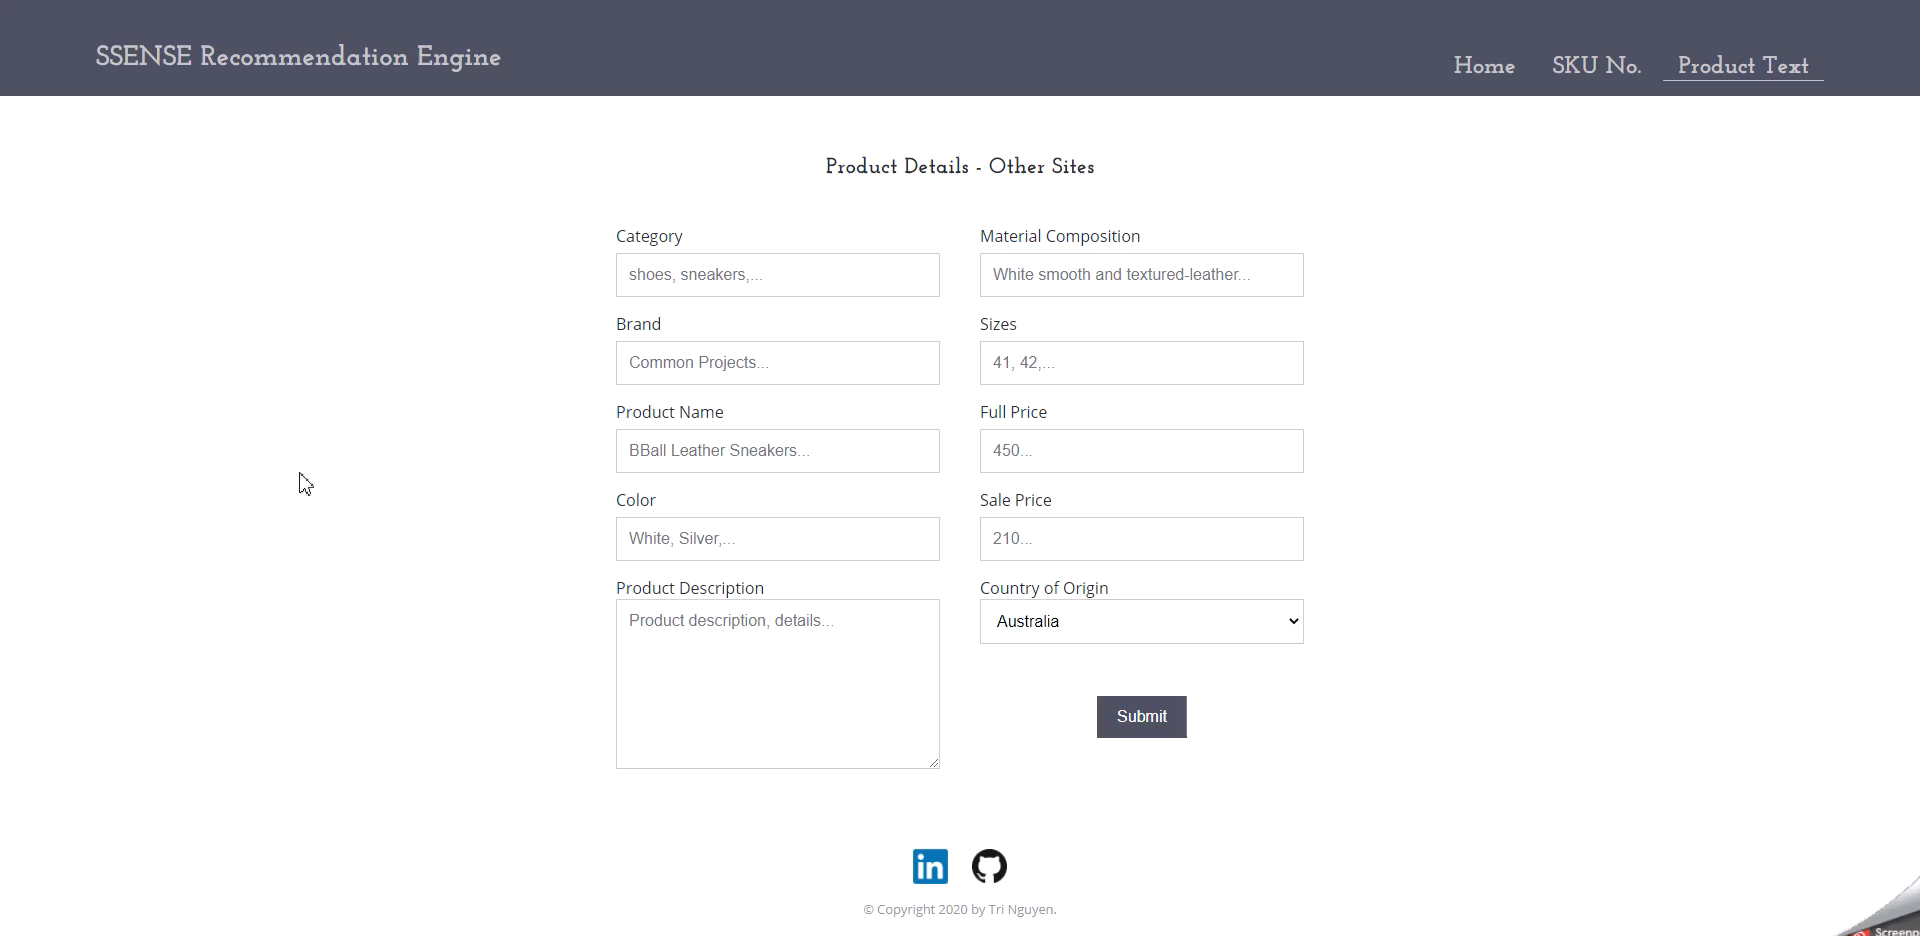 SSENSE Recommendation Engine
Home
SKU No.
Product Text
Product Details - Other Sites
Category
shoes, sneakers,...
Brand
Common Projects...
Product Name
BBall Leather Sneakers...
Color
White, Silver,...
Product Description
Product description, details...
Material Composition
White smooth and textured-leather...
Sizes
41, 42,...
Full Price
450...
Sale Price
210...
Country of Origin
Australia
Submit
in
© Copyright 2020 by Tri Nguyen.